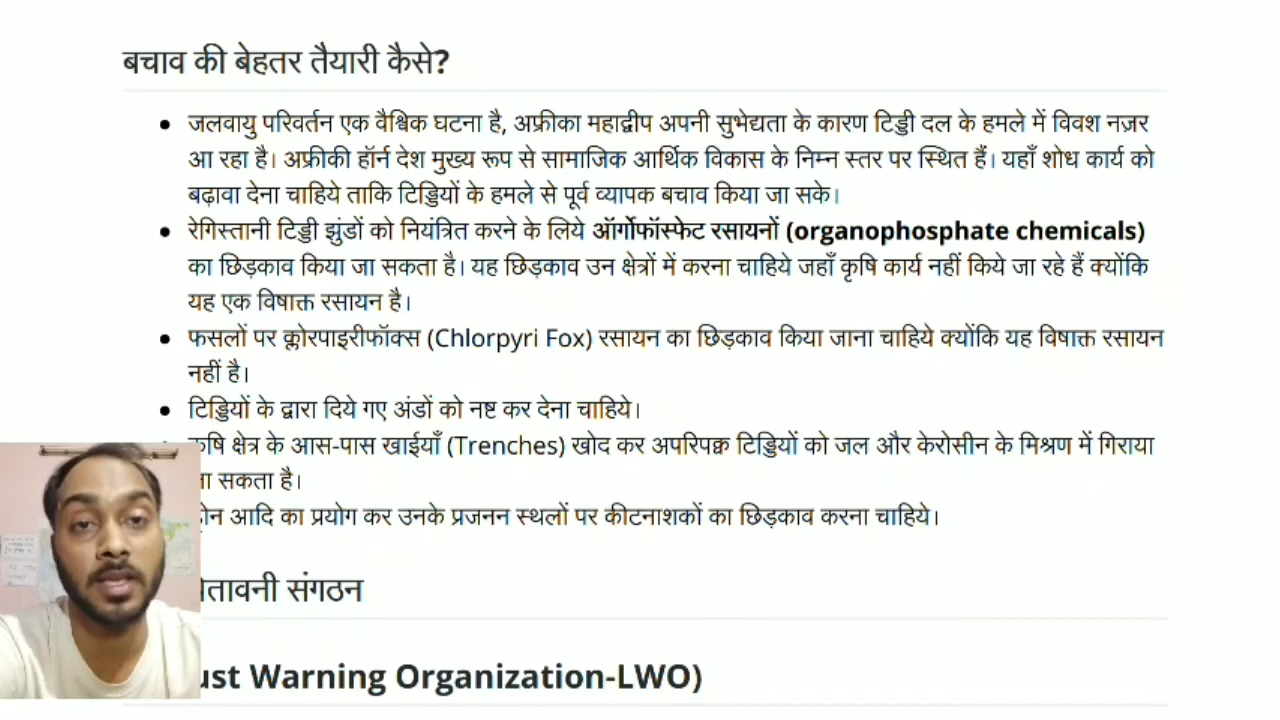 बचाव की बेहतर तैयारी कैसे?
• जलवायु परिवर्तन एक वैश्विक घटना है, अफ्रीका महाद्वीप अपनी सुभेद्यता के कारण टिड्डी दल के हमले में विवश नज़र
आ रहा है। अफ्रीकी हॉर्न देश मुख्य रूप से सामाजिक आर्थिक विकास के निम्न स्तर पर स्थित हैं। यहाँ शोध कार्य को
बढ़ावा देना चाहिये ताकि टिड्डियों के हमले से पूर्व व्यापक बचाव किया जा सके।
• रेगिस्तानी टिड्डी झुंडों को नियंत्रित करने के लिये ऑर्गोफॉस्फेट रसायनों (organophosphate chemicals)
का छिड़काव किया जा सकता है। यह छिड़काव उन क्षेत्रों में करना चाहिये जहाँ कृषि कार्य नहीं किये जा रहे हैं क्योंकि
यह एक विषाक्त रसायन है।
• फसलों पर क्लोरपाइरीफॉक्स (Chlorpyri Fox) रसायन का छिड़काव किया जाना चाहिये क्योंकि यह विषाक्त रसायन
नहीं है।
• टिड्डियों के द्वारा दिये गए अंडों को नष्ट कर देना चाहिये।
क्षेत्र के आस-पास खाईयाँ (Trenches) खोद कर अपरिपक्व टिड्डियों को जल और केरोसीन के मिश्रण में गिराया
सकता है।
आदि का प्रयोग कर उनके प्रजनन स्थलों पर कीटनाशकों का छिड़काव करना चाहिये।
संगठन
Warning Organization-LWO)